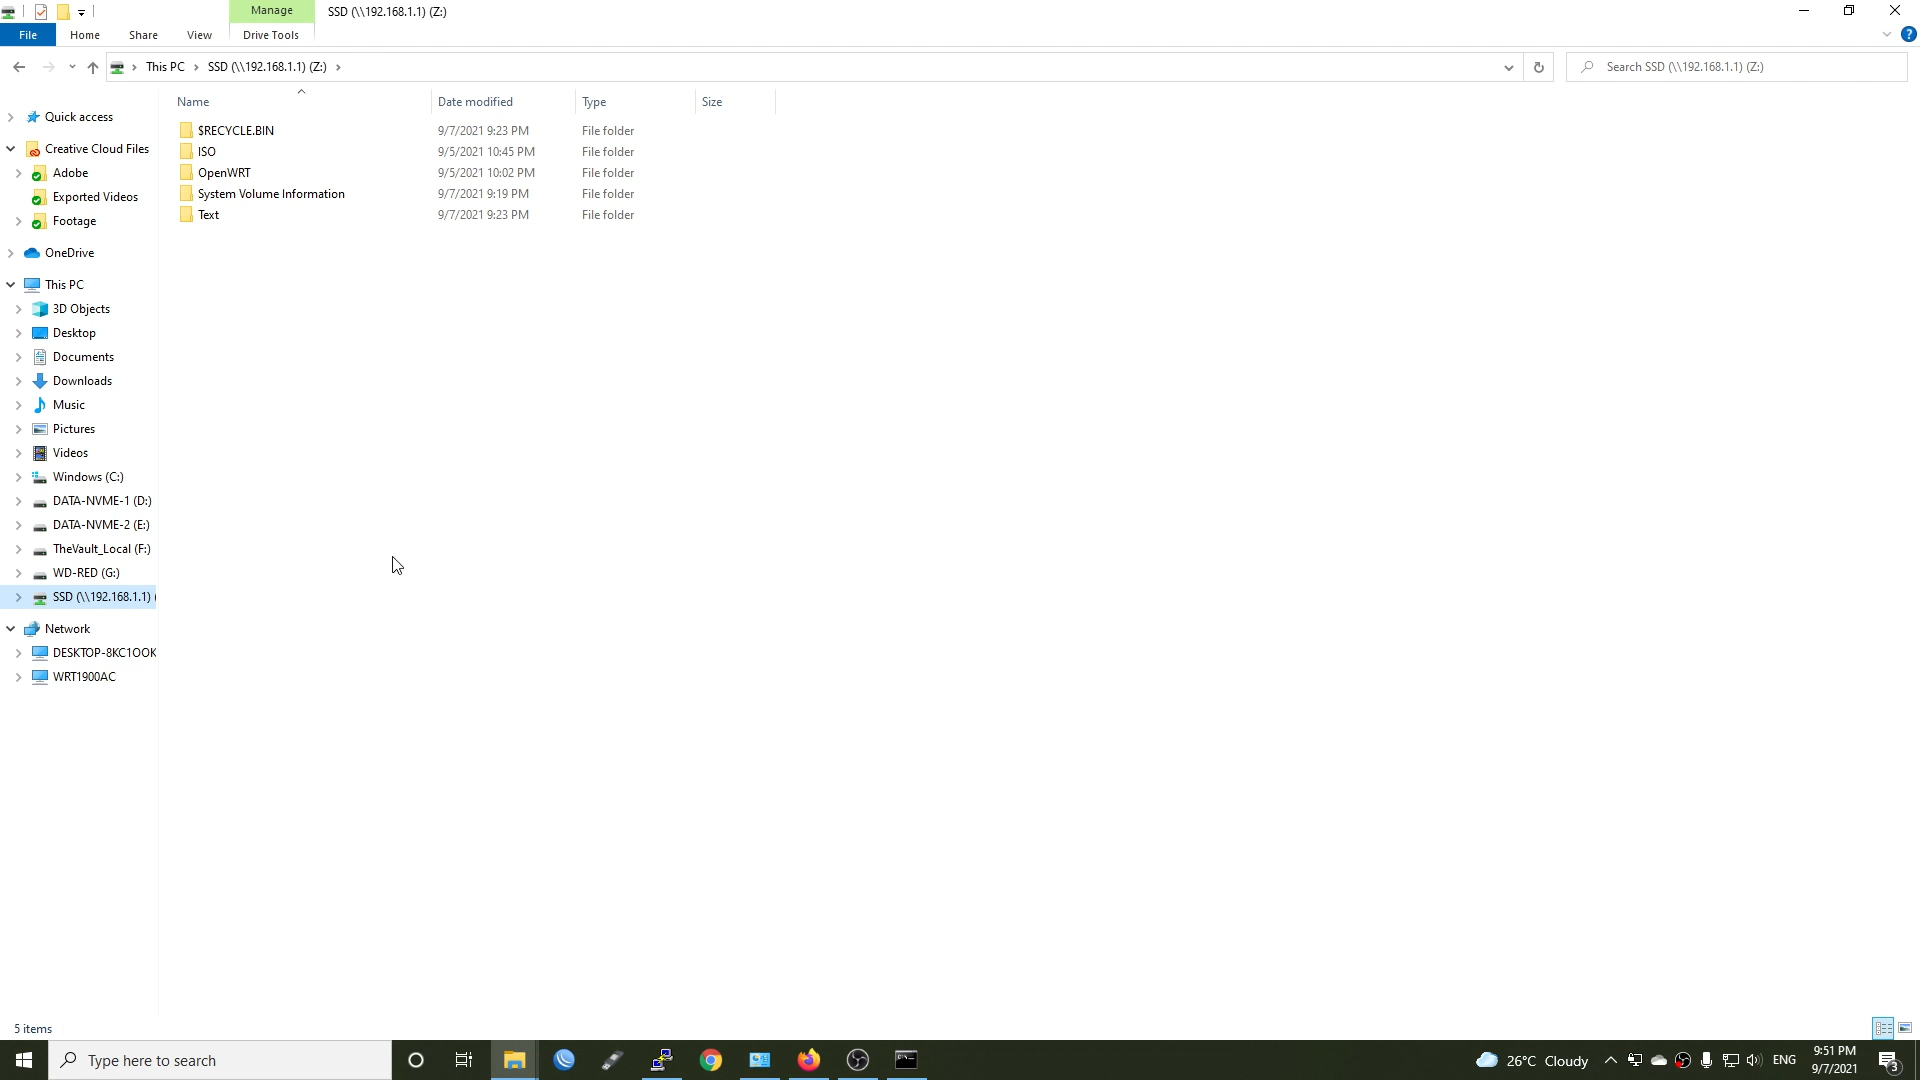 Manage
SSD (\\192.168.1.1) (Z:)
File
Home
Share
View
Drive Tools
This PC
SSD (\\192.168.1.1) (Z:)
Search SSD (\\192.168.1.1) (Z:)
Name
Date modified
Type
Size
$RECYCLE.BIN 9/7/2021 9:23 PM File folder
ISO 9/5/2021 10:45 PM File folder
OpenWRT 9/5/2021 10:02 PM File folder
System Volume Information 9/7/2021 9:19 PM File folder
Text 9/7/2021 9:23 PM File folder
Quick access
Creative Cloud Files
Adobe
Exported Videos
Footage
OneDrive
This PC
3D Objects
Desktop
Documents
Downloads
Music
Pictures
Videos
Windows (C:)
DATA-NVME-1 (D:)
DATA-NVME-2 (E:)
TheVault_Local (F:)
WD-RED (G:)
SSD (\\192.168.1.1) (
Network
DESKTOP-8KC1OOK
WRT1900AC
5 items
Type here to search
26°C Cloudy
ENG
9:51 PM
9/7/2021
3